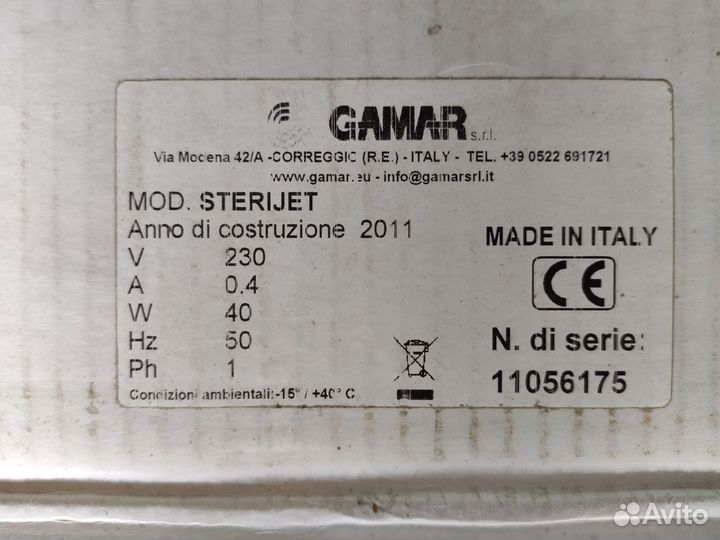 GAMAR s.r.l.
Via Modena 42/A -CORREGGIO (R.E.) - ITALY - TEL. +39 0522 691721
www.gamar.eu - info@gamarsrl.it
MOD. STERIJET
Anno di costruzione 2011
V 230
A 0.4
W 40
Hz 50
Ph 1
Condizioni ambientali:-15° / +40° C
MADE IN ITALY
CE
N. di serie:
11056175
Avito